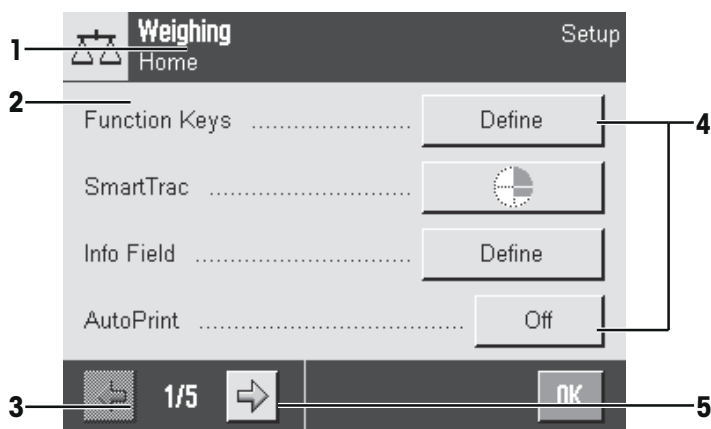 Weighing
Setup
1
Home
2
Function Keys ...................... Define
4
SmartTrac ...........................
Info Field ............................ Define
AutoPrint .................................... Off
3
1/5
OK
5